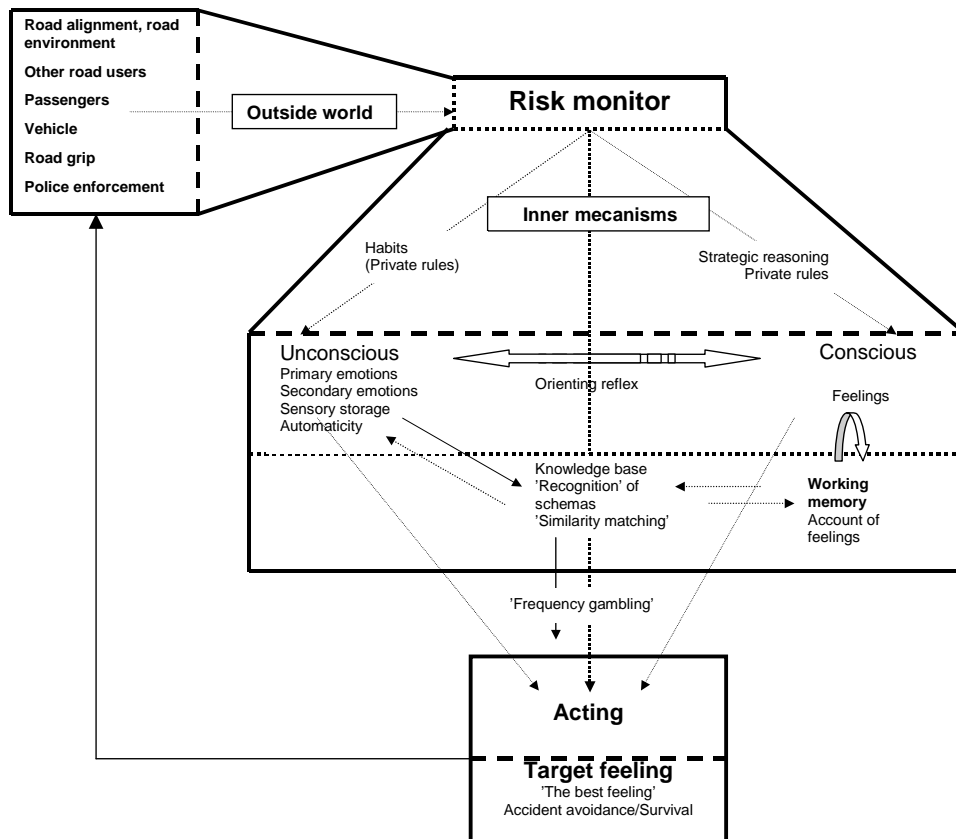 Road alignment, road
environment
Other road users
Passengers
Vehicle
Road grip
Police enforcement
Outside world
Risk monitor
Inner mecanisms
Habits
(Private rules)
Strategic reasoning
Private rules
Unconscious
Primary emotions
Secondary emotions
Sensory storage
Automaticity
Orienting reflex
Conscious
Feelings
Knowledge base
'Recognition' of
schemas
'Similarity matching'
Working
memory
Account of
feelings
'Frequency gambling'
Acting
Target feeling
'The best feeling'
Accident avoidance/Survival